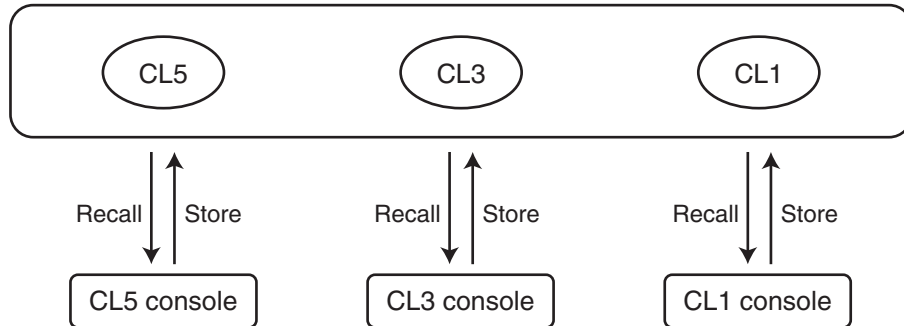 CL5 CL3 CL1
Recall Store Recall Store Recall Store
CL5 console CL3 console CL1 console